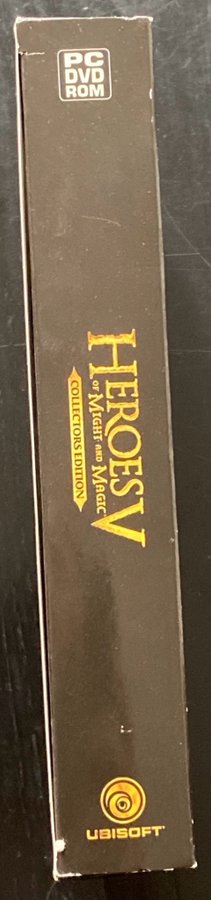 PC
DVD
ROM
HEROES V
OF MIGHT AND MAGIC
COLLECTORS EDITION
UBISOFT